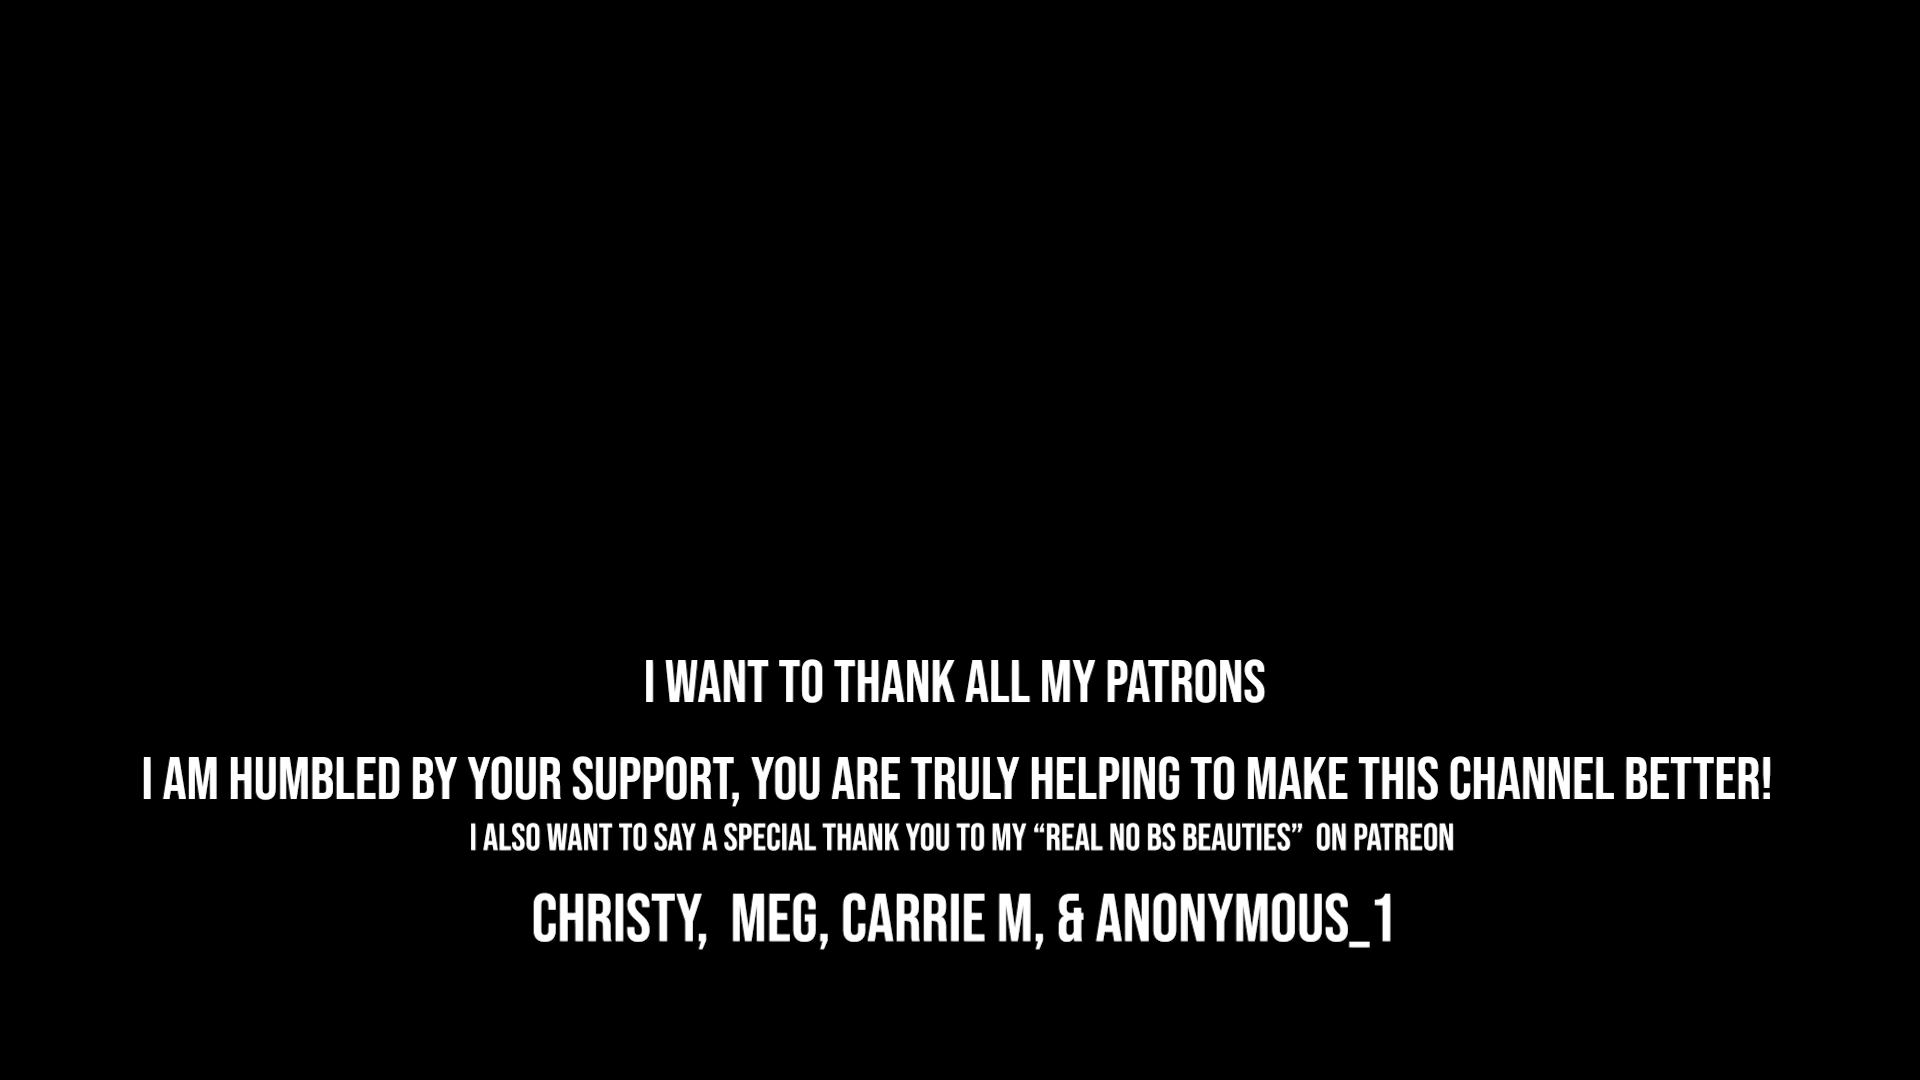 I WANT TO THANK ALL MY PATRONS
I AM HUMBLED BY YOUR SUPPORT, YOU ARE TRULY HELPING TO MAKE THIS CHANNEL BETTER!
I ALSO WANT TO SAY A SPECIAL THANK YOU TO MY “REAL NO BS BEAUTIES”  ON PATREON
CHRISTY,  MEG, CARRIE M, & ANONYMOUS_1